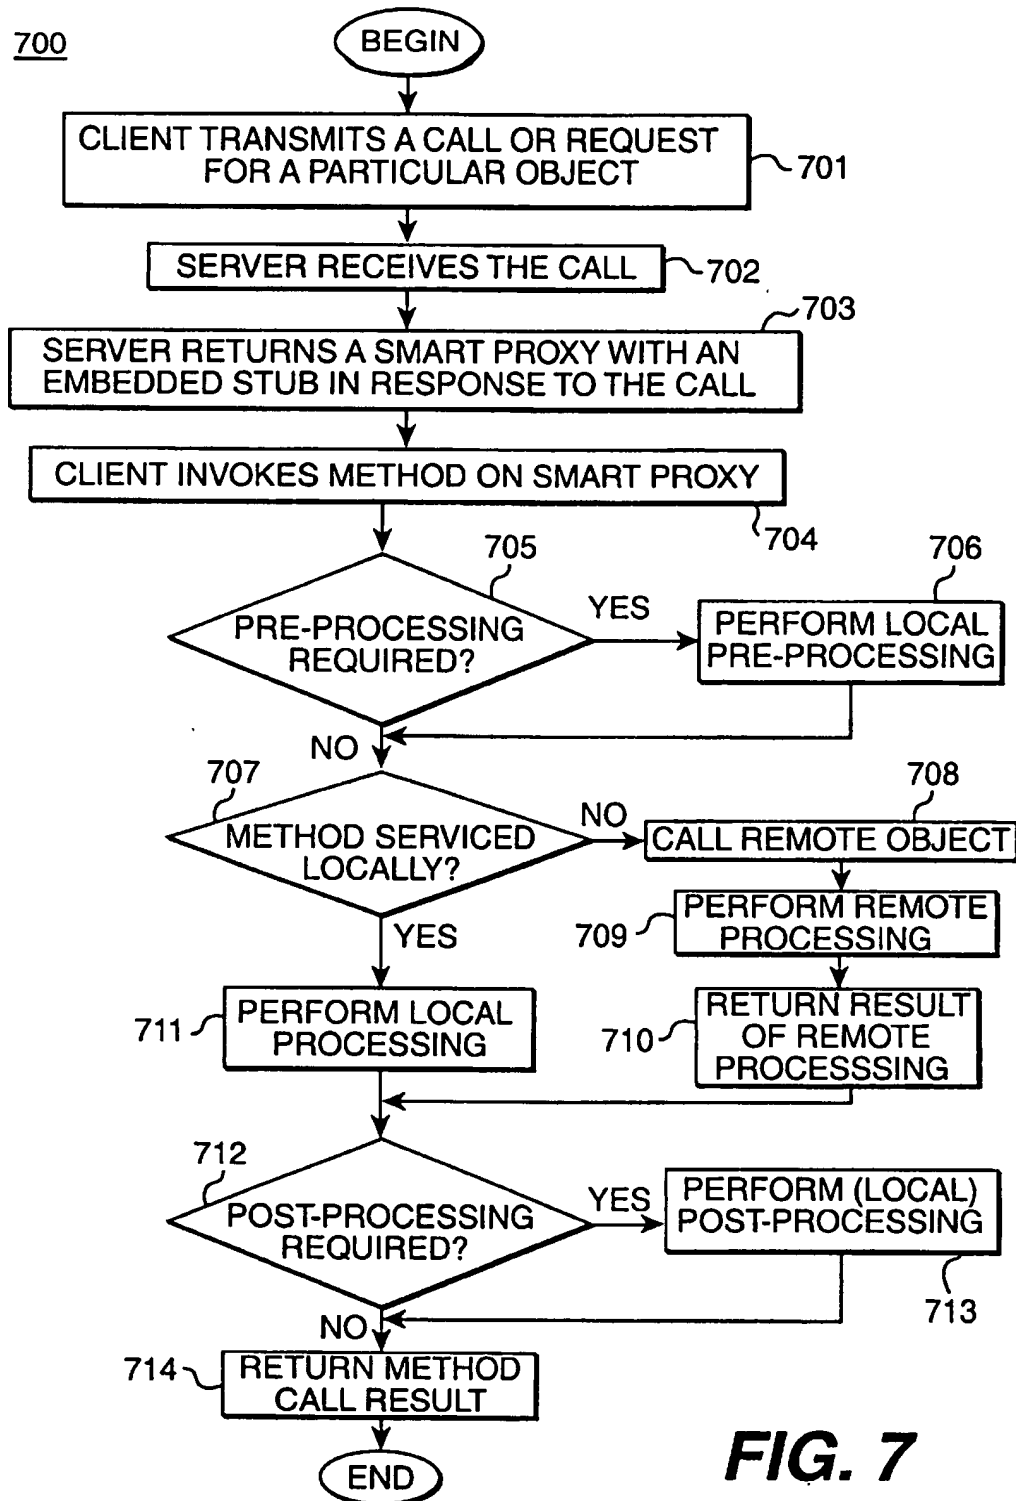 700
BEGIN
CLIENT TRANSMITS A CALL OR REQUEST
FOR A PARTICULAR OBJECT
701
SERVER RECEIVES THE CALL
702
703
SERVER RETURNS A SMART PROXY WITH AN
EMBEDDED STUB IN RESPONSE TO THE CALL
CLIENT INVOKES METHOD ON SMART PROXY
704
705
PRE-PROCESSING
REQUIRED?
YES
706
PERFORM LOCAL
PRE-PROCESSING
NO
707
METHOD SERVICED
LOCALLY?
NO
708
CALL REMOTE OBJECT
709
PERFORM REMOTE
PROCESSING
YES
711
PERFORM LOCAL
PROCESSING
710
RETURN RESULT
OF REMOTE
PROCESSSING
712
POST-PROCESSING
REQUIRED?
YES
PERFORM (LOCAL)
POST-PROCESSING
713
NO
714
RETURN METHOD
CALL RESULT
END
FIG. 7